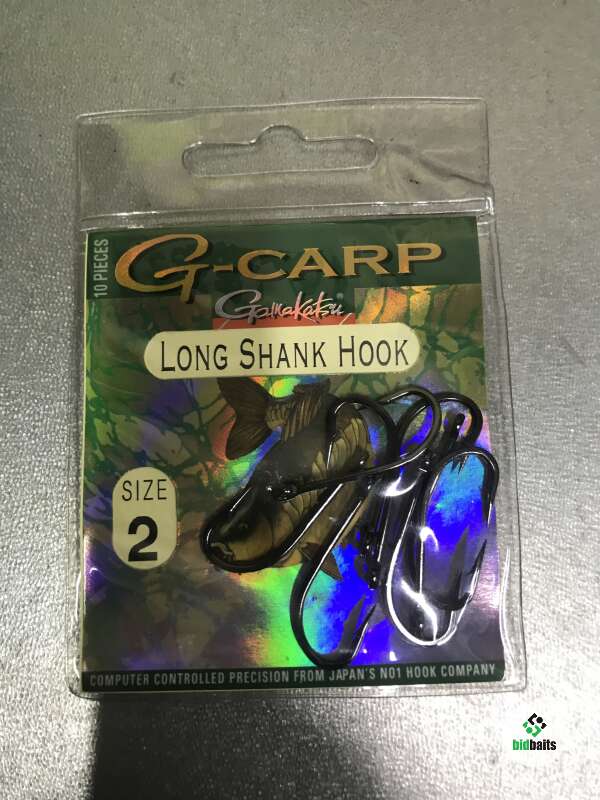 10 PIECES
G-CARP
Gamakatsu
LONG SHANK HOOK
SIZE
2
COMPUTER CONTROLLED PRECISION FROM JAPAN'S NO1 HOOK COMPANY
bidbaits